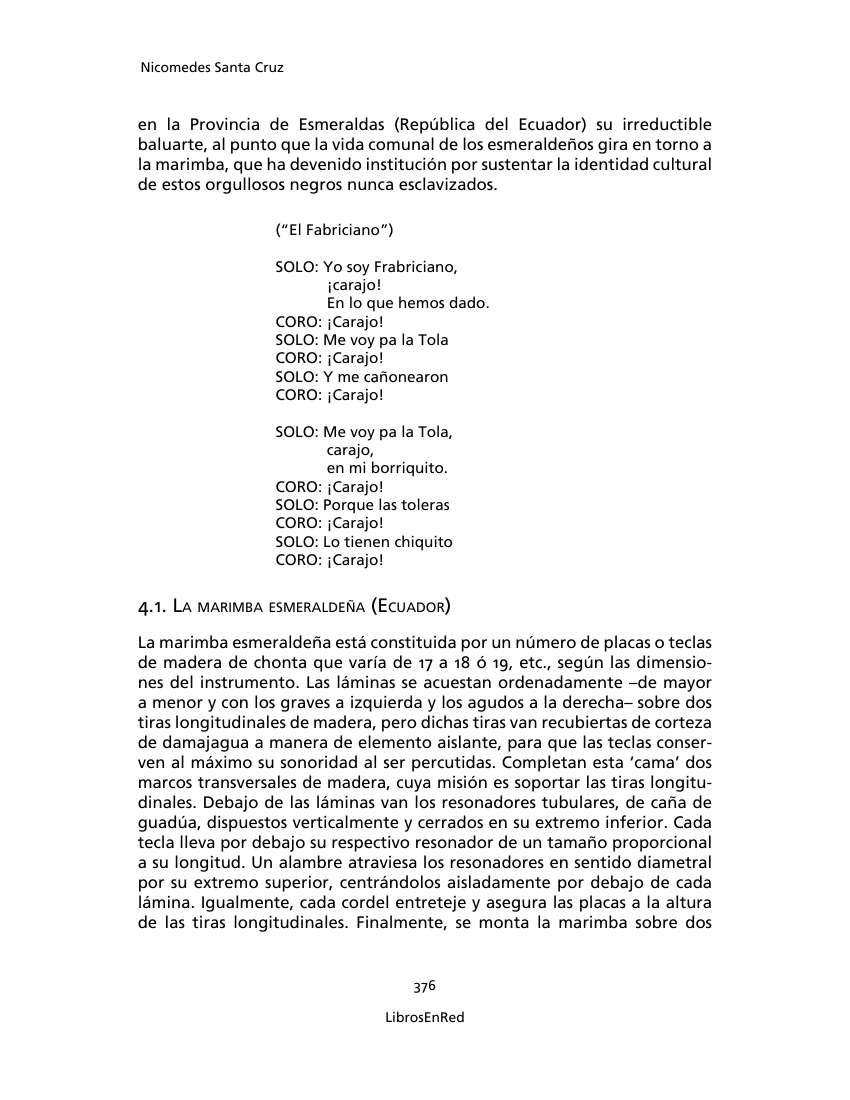 Nicomedes Santa Cruz
en la Provincia de Esmeraldas (República del Ecuador) su irreductible
baluarte, al punto que la vida comunal de los esmeraldeños gira en torno a
la marimba, que ha devenido institución por sustentar la identidad cultural
de estos orgullosos negros nunca esclavizados.
(“El Fabriciano”)
SOLO: Yo soy Frabriciano,
¡carajo!
En lo que hemos dado.
CORO: ¡Carajo!
SOLO: Me voy pa la Tola
CORO: ¡Carajo!
SOLO: Y me cañonearon
CORO: ¡Carajo!
SOLO: Me voy pa la Tola,
carajo,
en mi borriquito.
CORO: ¡Carajo!
SOLO: Porque las toleras
CORO: ¡Carajo!
SOLO: Lo tienen chiquito
CORO: ¡Carajo!
4.1. La marimba esmeraldeña (Ecuador)
La marimba esmeraldeña está constituida por un número de placas o teclas
de madera de chonta que varía de 17 a 18 ó 19, etc., según las dimensio-
nes del instrumento. Las láminas se acuestan ordenadamente –de mayor
a menor y con los graves a izquierda y los agudos a la derecha– sobre dos
tiras longitudinales de madera, pero dichas tiras van recubiertas de corteza
de damajagua a manera de elemento aislante, para que las teclas conser-
ven al máximo su sonoridad al ser percutidas. Completan esta ‘cama’ dos
marcos transversales de madera, cuya misión es soportar las tiras longitu-
dinales. Debajo de las láminas van los resonadores tubulares, de caña de
guadúa, dispuestos verticalmente y cerrados en su extremo inferior. Cada
tecla lleva por debajo su respectivo resonador de un tamaño proporcional
a su longitud. Un alambre atraviesa los resonadores en sentido diametral
por su extremo superior, centrándolos aisladamente por debajo de cada
lámina. Igualmente, cada cordel entreteje y asegura las placas a la altura
de las tiras longitudinales. Finalmente, se monta la marimba sobre dos
376
LibrosEnRed